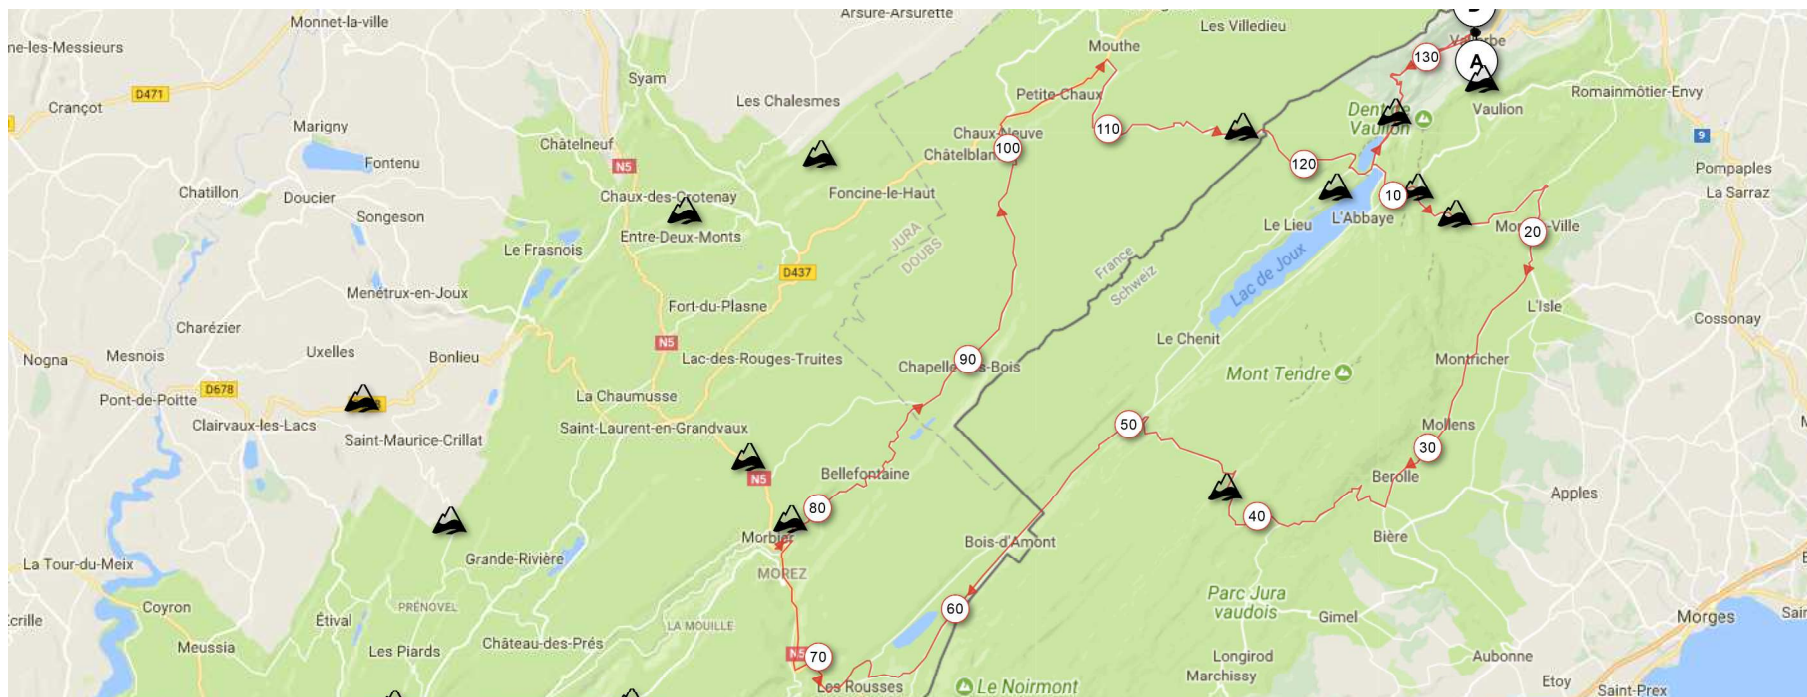 Monnet-la-ville
Arsure-Arsurette
Les Villedieu
Mouthe
130
A
Syam
D471
Crançot
Les Chalesmes
Petite-Chaux
Romainmôtier-Envy
Vaulion
Dent de
Vaulion
Marigny
110
Chaux-Neuve
9
Châtelneuf
100
N5
120
Fontenu
Pompaples
Chatillon
Doucier
Chaux-des-Crotenay
Foncine-le-Haut
10
La Sarraz
Songeson
L'Abbaye
Le Lieu
20
Entre-Deux-Monts
JURA
DOUBS
Le Frasnois
France
Schweiz
Lac de Joux
D437
Menétrux-en-Joux
Fort-du-Plasne
L'Isle
Cossonay
Charézier
N5
Le Chenit
Nogna
Mesnois
Uxelles
Bonlieu
Lac-des-Rouges-Truites
90
Montricher
Mont Tendre
D678
Pont-de-Poitte
La Chaumusse
Clairvaux-les-Lacs
Saint-Maurice-Crillat
Saint-Laurent-en-Grandvaux
50
Mollens
30
Bellefontaine
N5
Berolle
Apples
80
40
Morbier
Bois-d'Amont
Bière
La Tour-du-Meix
Grande-Rivière
MOREZ
Parc Jura
vaudois
Coyron
PRÉNOVEL
60
Gimel
Morges
Étival
LA MOUILLE
Meussia
Les Piards
Château-des-Prés
N5
70
Longirod
Aubonne
Marchissy
Les Rousses
Le Noirmont
Etoy
Saint-Prex